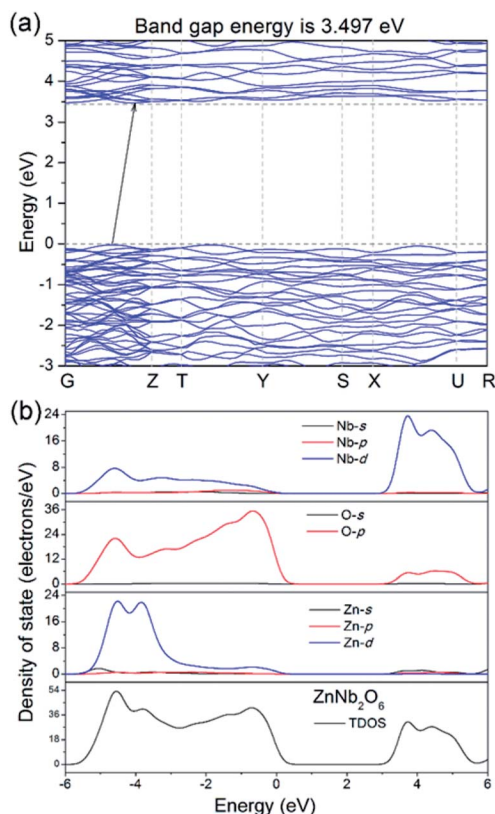 (a)
Band gap energy is 3.497 eV
5
4
3
2
1
0
-1
-2
-3
Energy (eV)
G Z T Y S X U R
(b)
24
16
8
0
Nb-s
Nb-p
Nb-d
36
24
12
0
O-s
O-p
24
16
8
0
Zn-s
Zn-p
Zn-d
54
36
18
0
ZnNb₂O₆
TDOS
Density of state (electrons/eV)
-6 -4 -2 0 2 4 6
Energy (eV)